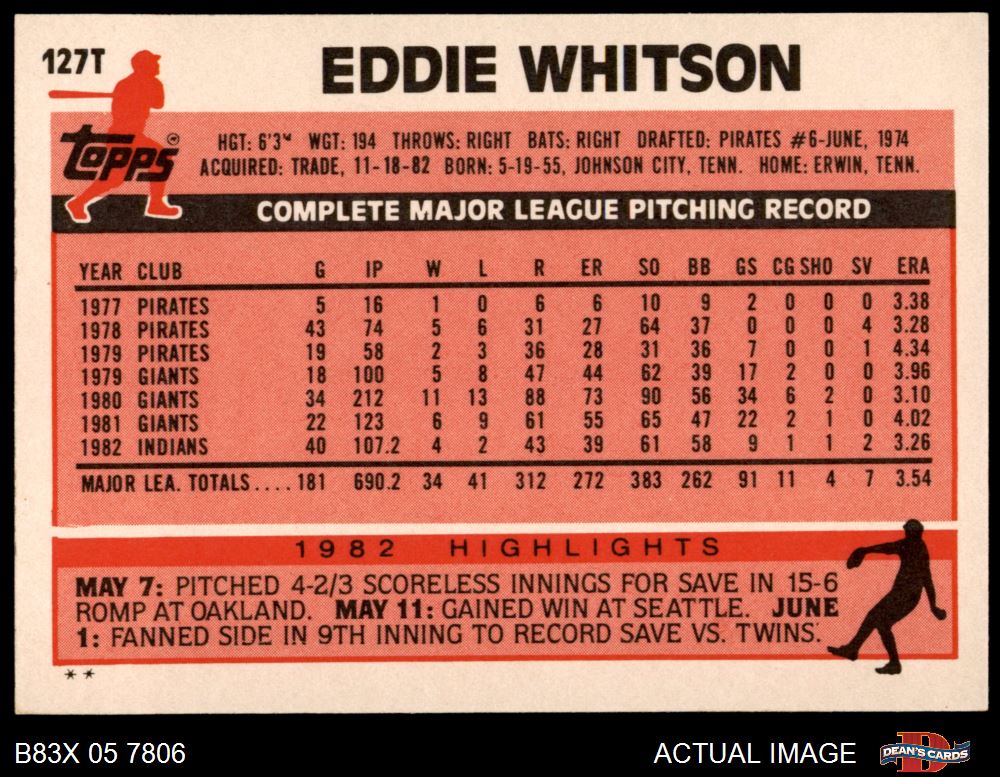 127T
EDDIE WHITSON
topps®
HGT: 6'3" WGT: 194 THROWS: RIGHT BATS: RIGHT DRAFTED: PIRATES #6-JUNE, 1974
ACQUIRED: TRADE, 11-18-82 BORN: 5-19-55, JOHNSON CITY, TENN. HOME: ERWIN, TENN.
COMPLETE MAJOR LEAGUE PITCHING RECORD
YEAR CLUB G IP W L R ER SO BB GS CG SHO SV ERA
1977 PIRATES 5 16 1 0 6 6 10 9 2 0 0 0 3.38
1978 PIRATES 43 74 5 6 31 27 64 37 0 0 0 4 3.28
1979 PIRATES 19 58 2 3 36 28 31 36 7 0 0 1 4.34
1979 GIANTS 18 100 5 8 47 44 62 39 17 2 0 0 3.96
1980 GIANTS 34 212 11 13 88 73 90 56 34 6 2 0 3.10
1981 GIANTS 22 123 6 9 61 55 65 47 22 2 1 0 4.02
1982 INDIANS 40 107.2 4 2 43 39 61 58 9 1 1 2 3.26
MAJOR LEA. TOTALS.... 181 690.2 34 41 312 272 383 262 91 11 4 7 3.54
1982 HIGHLIGHTS
MAY 7: PITCHED 4-2/3 SCORELESS INNINGS FOR SAVE IN 15-6
ROMP AT OAKLAND. MAY 11: GAINED WIN AT SEATTLE. JUNE
1: FANNED SIDE IN 9TH INNING TO RECORD SAVE VS. TWINS.
**
B83X 05 7806 ACTUAL IMAGE DEAN'S CARDS